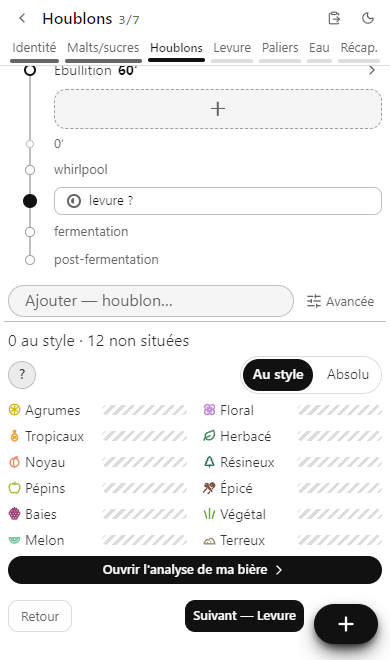 Houblons 3/7
Identité Malts/sucres Houblons Levure Paliers Eau Récap.
Ébullition 60'
0'
whirlpool
levure ?
fermentation
post-fermentation
Ajouter — houblon... Avancée
0 au style · 12 non situées
? Au style Absolu
Agrumes Floral
Tropicaux Herbacé
Noyau Résineux
Pépins Épicé
Baies Végétal
Melon Terreux
Ouvrir l'analyse de ma bière
Retour Suivant — Levure